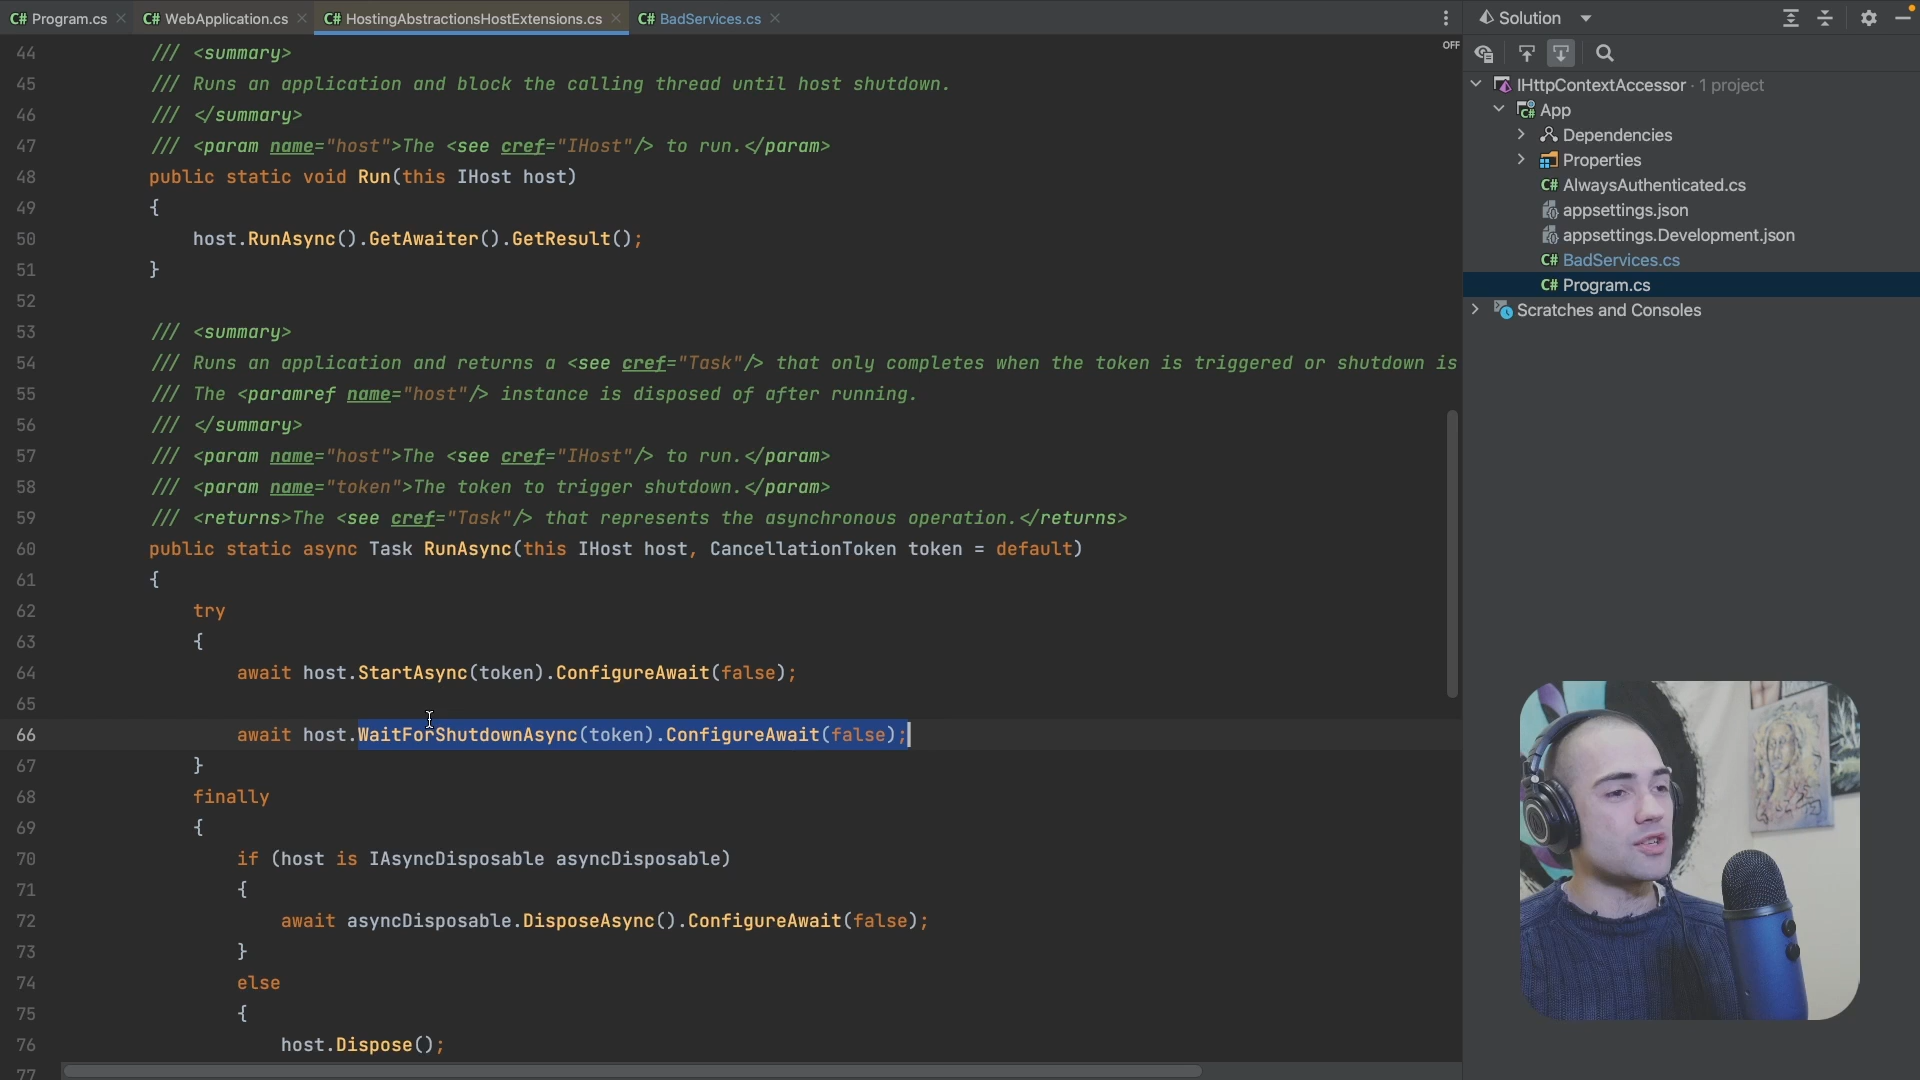 C# Program.cs
C# WebApplication.cs
C# HostingAbstractionsHostExtensions.cs
C# BadServices.cs
OFF
44 /// <summary>
45 /// Runs an application and block the calling thread until host shutdown.
46 /// </summary>
47 /// <param name="host">The <see cref="IHost"/> to run.</param>
48 public static void Run(this IHost host)
49 {
50 host.RunAsync().GetAwaiter().GetResult();
51 }
52
53 /// <summary>
54 /// Runs an application and returns a <see cref="Task"/> that only completes when the token is triggered or shutdown is
55 /// The <paramref name="host"/> instance is disposed of after running.
56 /// </summary>
57 /// <param name="host">The <see cref="IHost"/> to run.</param>
58 /// <param name="token">The token to trigger shutdown.</param>
59 /// <returns>The <see cref="Task"/> that represents the asynchronous operation.</returns>
60 public static async Task RunAsync(this IHost host, CancellationToken token = default)
61 {
62 try
63 {
64 await host.StartAsync(token).ConfigureAwait(false);
65
66 await host.WaitForShutdownAsync(token).ConfigureAwait(false);
67 }
68 finally
69 {
70 if (host is IAsyncDisposable asyncDisposable)
71 {
72 await asyncDisposable.DisposeAsync().ConfigureAwait(false);
73 }
74 else
75 {
76 host.Dispose();
77
Solution
IHttpContextAccessor · 1 project
C# App
Dependencies
Properties
C# AlwaysAuthenticated.cs
appsettings.json
appsettings.Development.json
C# BadServices.cs
C# Program.cs
Scratches and Consoles